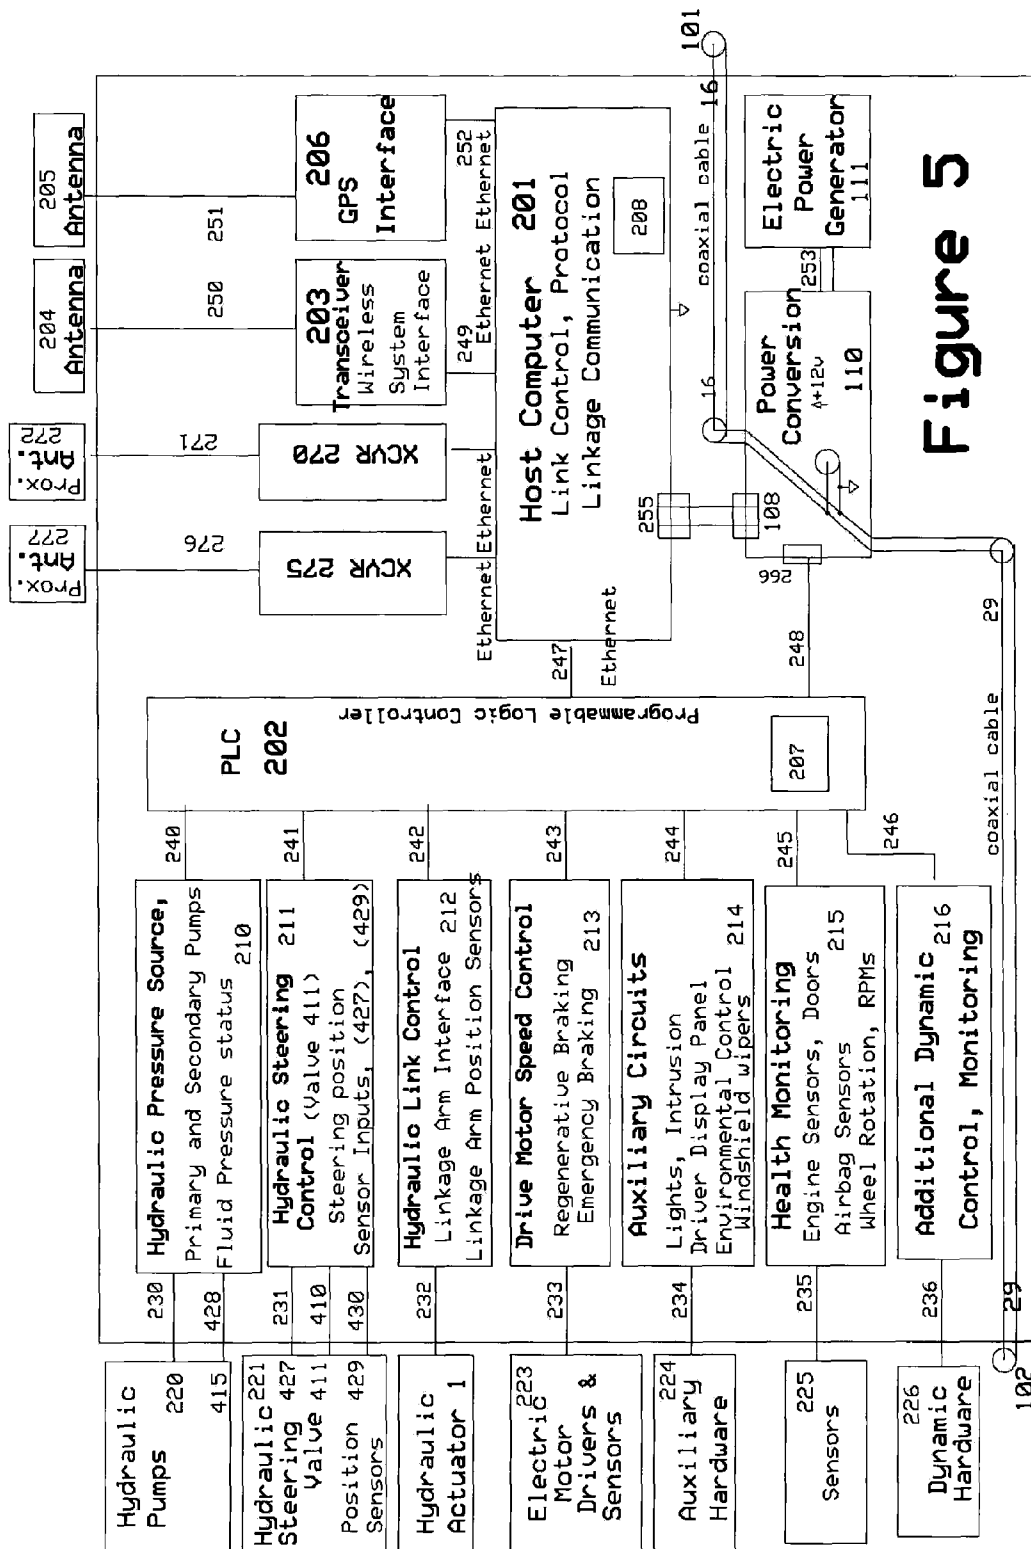 Hydraulic
Pumps
220
415
230
428
Hydraulic Pressure Source,
Primary and Secondary Pumps
Fluid Pressure status
210
240
Hydraulic 221
Steering 427
Valve 411
Position 429
Sensors
231
410
430
Hydraulic Steering
Control (Valve 411) 211
Steering position
Sensor Inputs, (427), (429)
241
Hydraulic
Actuator 1
232
Hydraulic Link Control
Linkage Arm Interface 212
Linkage Arm Position Sensors
242
223
Electric
Motor
Drivers &
Sensors
233
Drive Motor Speed Control
Regenerative Braking
Emergency Braking 213
243
224
Auxiliary
Hardware
234
Auxiliary Circuits
Lights, Intrusion
Driver Display Panel
Environmental Control
Windshield wipers
214
244
225
Sensors
235
Health Monitoring
Engine Sensors, Doors
Airbag Sensors 215
Wheel Rotation, RPMs
245
226
Dynamic
Hardware
236
Additional Dynamic 216
Control, Monitoring
246
PLC
202
Programmable Logic Controller
207
247
Ethernet
248
266
Prox.
Ant.
277
276
XCVR 275
Ethernet
Prox.
Ant.
272
271
XCVR 270
Ethernet
204
Antenna
250
203
Transceiver
Wireless
System
Interface
249
Ethernet
205
Antenna
251
206
GPS
Interface
252
Ethernet
Host Computer 201
Link Control, Protocol
Linkage Communication
208
255
108
Power
Conversion
+12v
110
253
Electric
Power
Generator
111
coaxial cable 16
16
101
coaxial cable 29
29
102
Figure 5